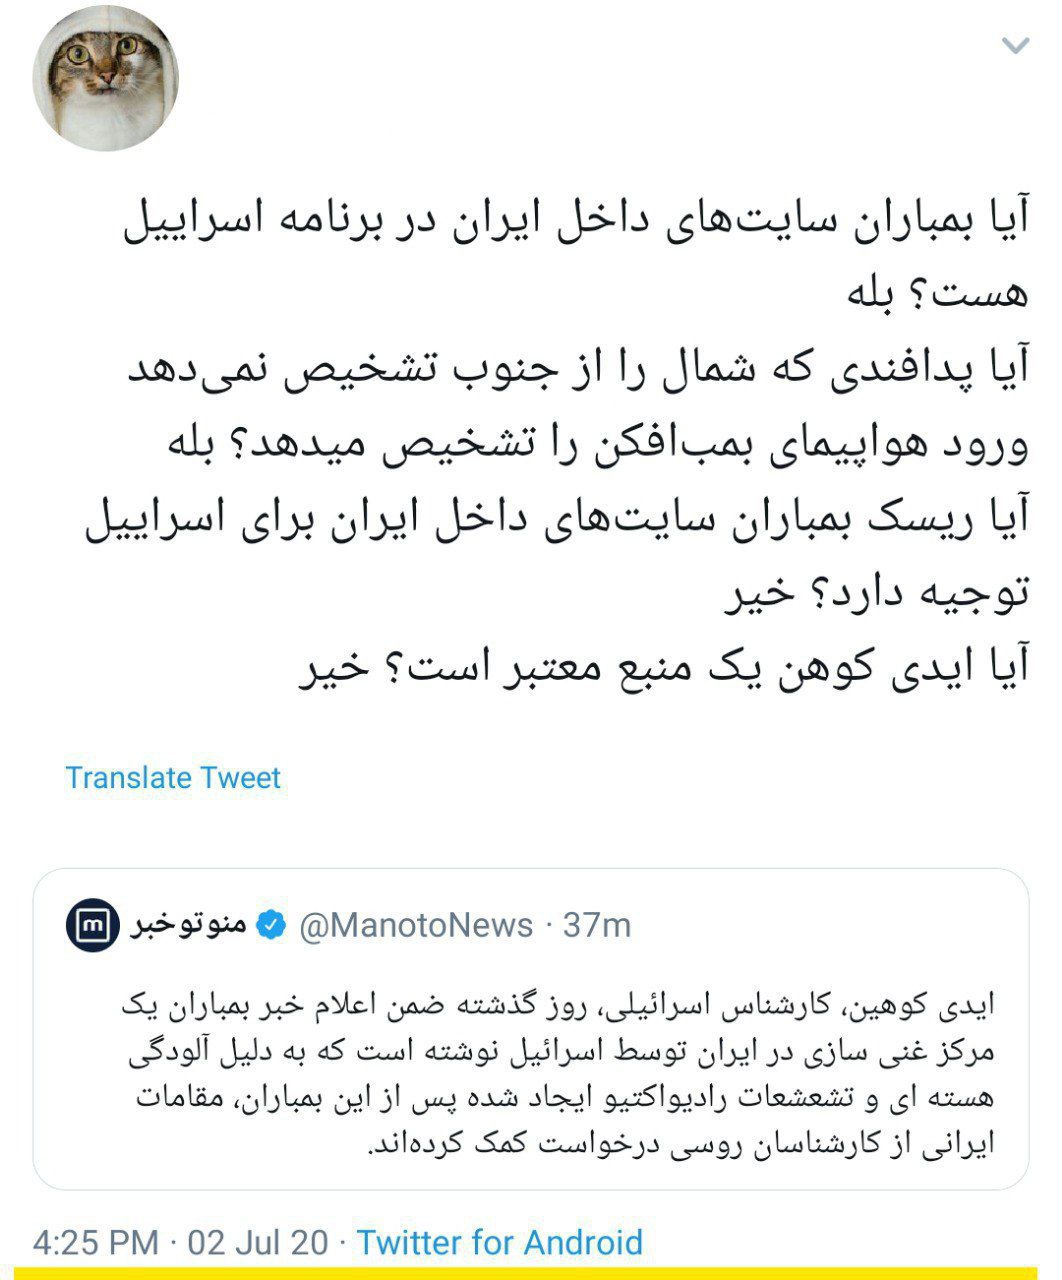 آیا بمباران سایت‌های داخل ایران در برنامه اسراییل
هست؟ بله
آیا پدافندی که شمال را از جنوب تشخیص نمی‌دهد
ورود هواپیمای بمب‌افکن را تشخیص میدهد؟ بله
آیا ریسک بمباران سایت‌های داخل ایران برای اسراییل
توجیه دارد؟ خیر
آیا ایدی کوهن یک منبع معتبر است؟ خیر
Translate Tweet
منوتو خبر @ManotoNews · 37m
ایدی کوهین، کارشناس اسرائیلی، روز گذشته ضمن اعلام خبر بمباران یک
مرکز غنی سازی در ایران توسط اسرائیل نوشته است که به دلیل آلودگی
هسته ای و تشعشعات رادیواکتیو ایجاد شده پس از این بمباران، مقامات
ایرانی از کارشناسان روسی درخواست کمک کرده‌اند.
4:25 PM · 02 Jul 20 · Twitter for Android